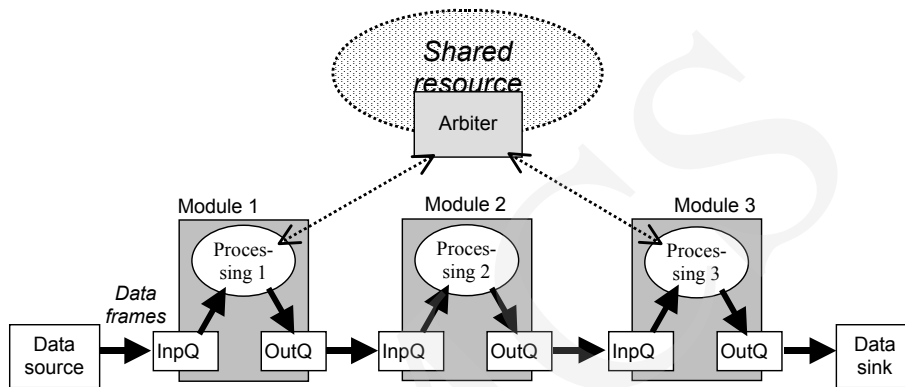 Shared
resource
Arbiter
Module 1
Module 2
Module 3
Proces-
sing 1
Proces-
sing 2
Proces-
sing 3
Data
frames
Data
source
InpQ
OutQ
InpQ
OutQ
InpQ
OutQ
Data
sink
CS